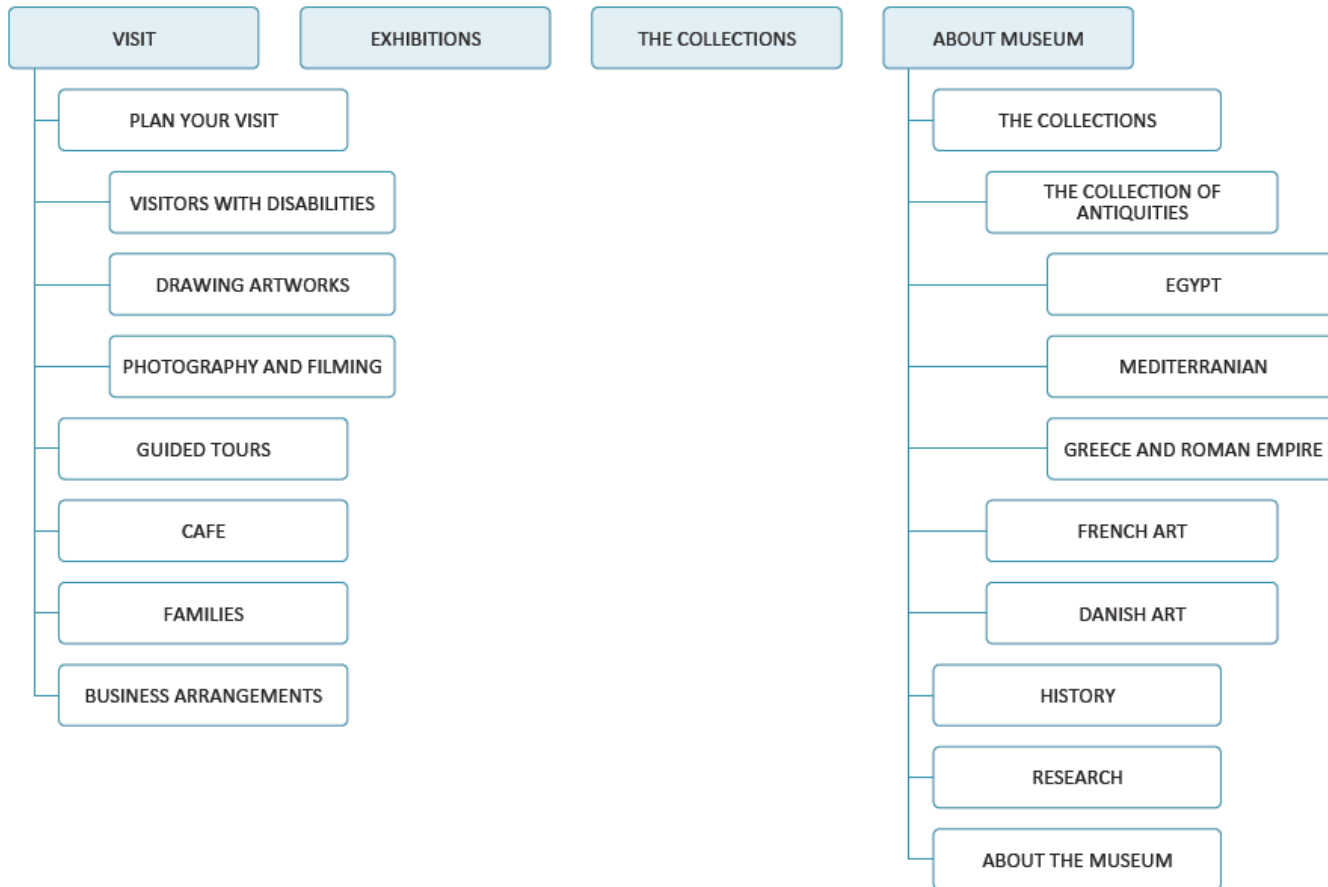 VISIT
EXHIBITIONS
THE COLLECTIONS
ABOUT MUSEUM
PLAN YOUR VISIT
VISITORS WITH DISABILITIES
DRAWING ARTWORKS
PHOTOGRAPHY AND FILMING
GUIDED TOURS
CAFE
FAMILIES
BUSINESS ARRANGEMENTS
THE COLLECTIONS
THE COLLECTION OF
ANTIQUITIES
EGYPT
MEDITERRANIAN
GREECE AND ROMAN EMPIRE
FRENCH ART
DANISH ART
HISTORY
RESEARCH
ABOUT THE MUSEUM